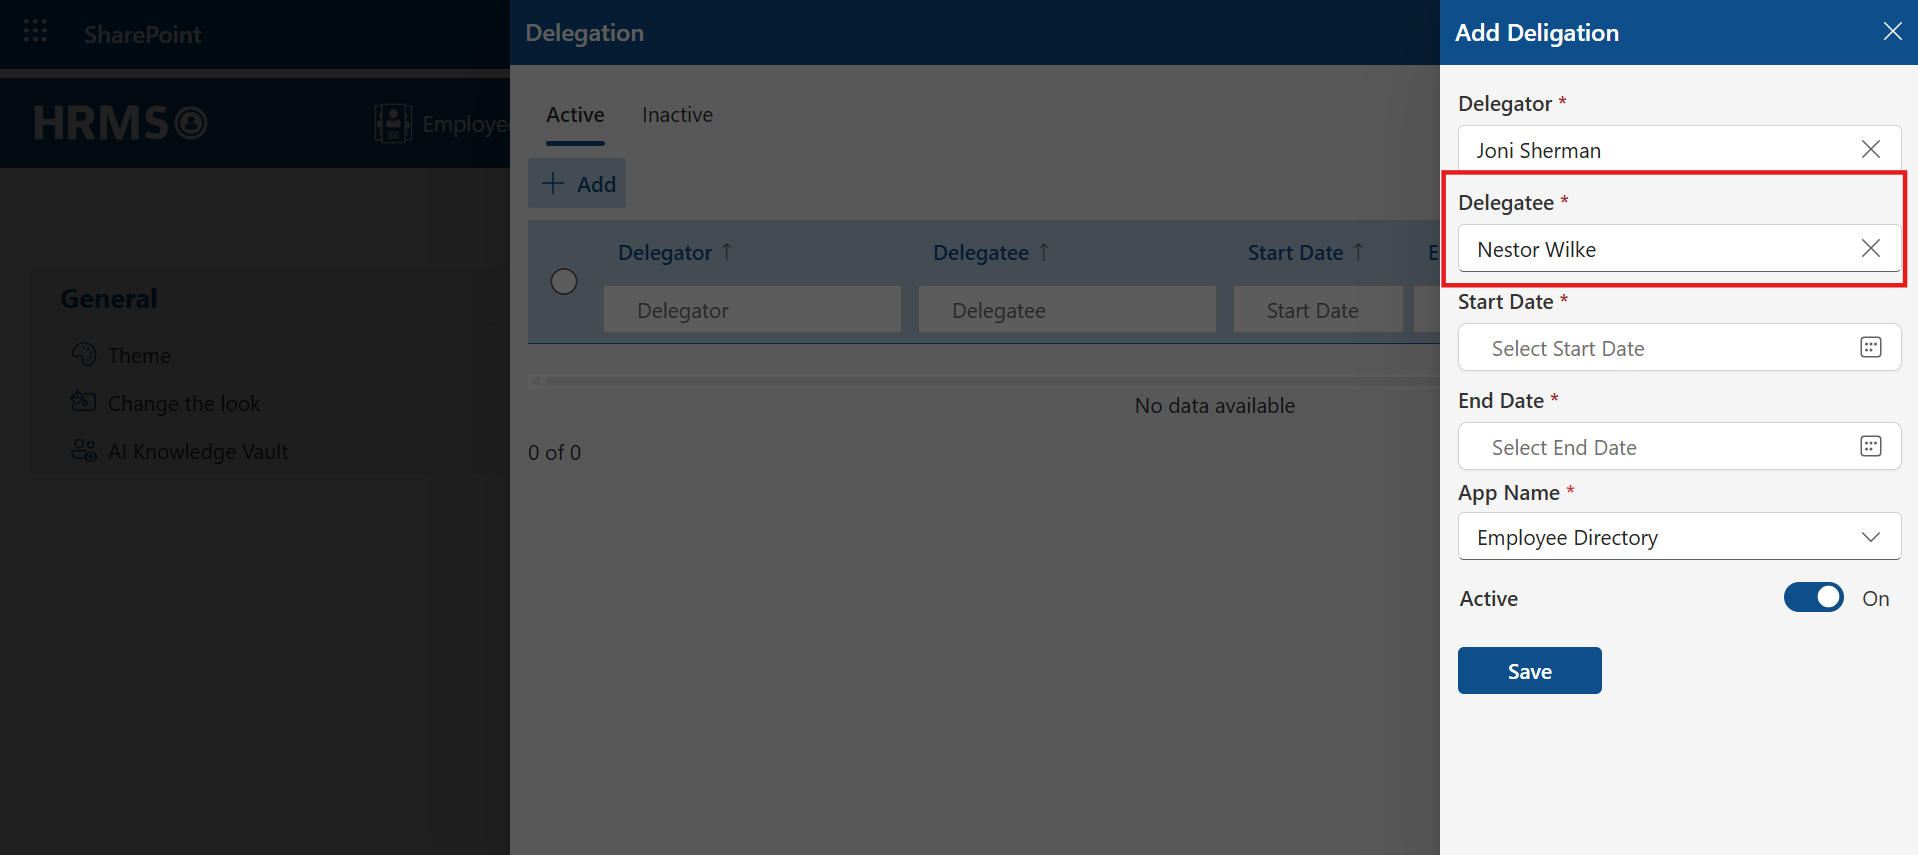 SharePoint
HRMS
Employe
General
Theme
Change the look
AI Knowledge Vault
Delegation
Active
Inactive
Add
Delegator
Delegatee
Start Date
E
Delegator
Delegatee
Start Date
No data available
0 of 0
Add Deligation
Delegator *
Joni Sherman
Delegatee *
Nestor Wilke
Start Date *
Select Start Date
End Date *
Select End Date
App Name *
Employee Directory
Active
On
Save